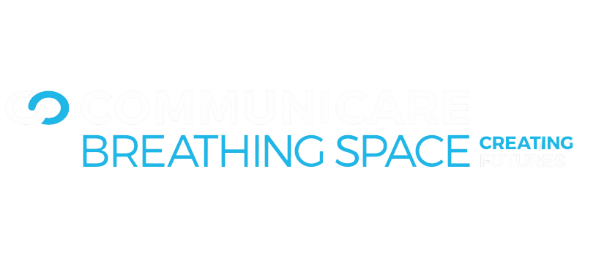 COMMUNICARE
BREATHING SPACE
CREATING
FUTURES